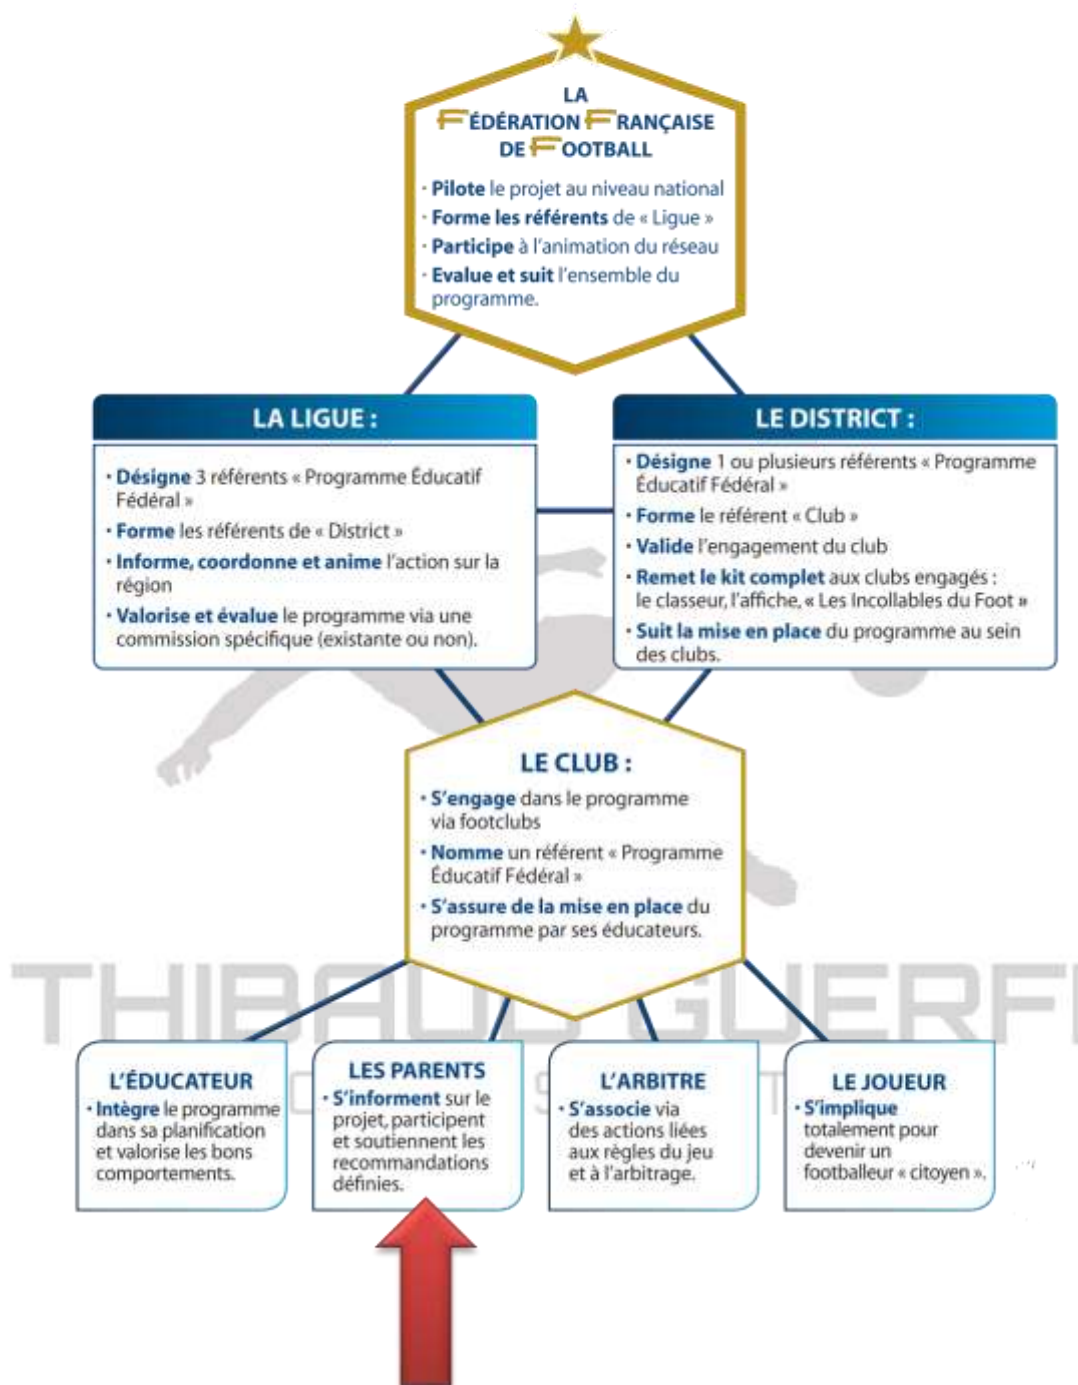 LA
FÉDÉRATION FRANÇAISE
DE FOOTBALL
· Pilote le projet au niveau national
· Forme les référents de « Ligue »
· Participe à l'animation du réseau
· Evalue et suit l'ensemble du
programme.
LA LIGUE :
· Désigne 3 référents « Programme Éducatif
Fédéral »
· Forme les référents de « District »
· Informe, coordonne et anime l'action sur la
région
· Valorise et évalue le programme via une
commission spécifique (existante ou non).
LE DISTRICT :
· Désigne 1 ou plusieurs référents « Programme
Éducatif Fédéral »
· Forme le référent « Club »
· Valide l'engagement du club
· Remet le kit complet aux clubs engagés :
le classeur, l'affiche, « Les Incollables du Foot »
· Suit la mise en place du programme au sein
des clubs.
LE CLUB :
· S'engage dans le programme
via footclubs
· Nomme un référent « Programme
Éducatif Fédéral »
· S'assure de la mise en place du
programme par ses éducateurs.
THIBAUD GUERFI
L'ÉDUCATEUR
· Intègre le programme
dans sa planification
et valorise les bons
comportements.
LES PARENTS
· S'informent sur le
projet, participent
et soutiennent les
recommandations
définies.
L'ARBITRE
· S'associe via
des actions liées
aux règles du jeu
et à l'arbitrage.
LE JOUEUR
· S'implique
totalement pour
devenir un
footballeur « citoyen ».